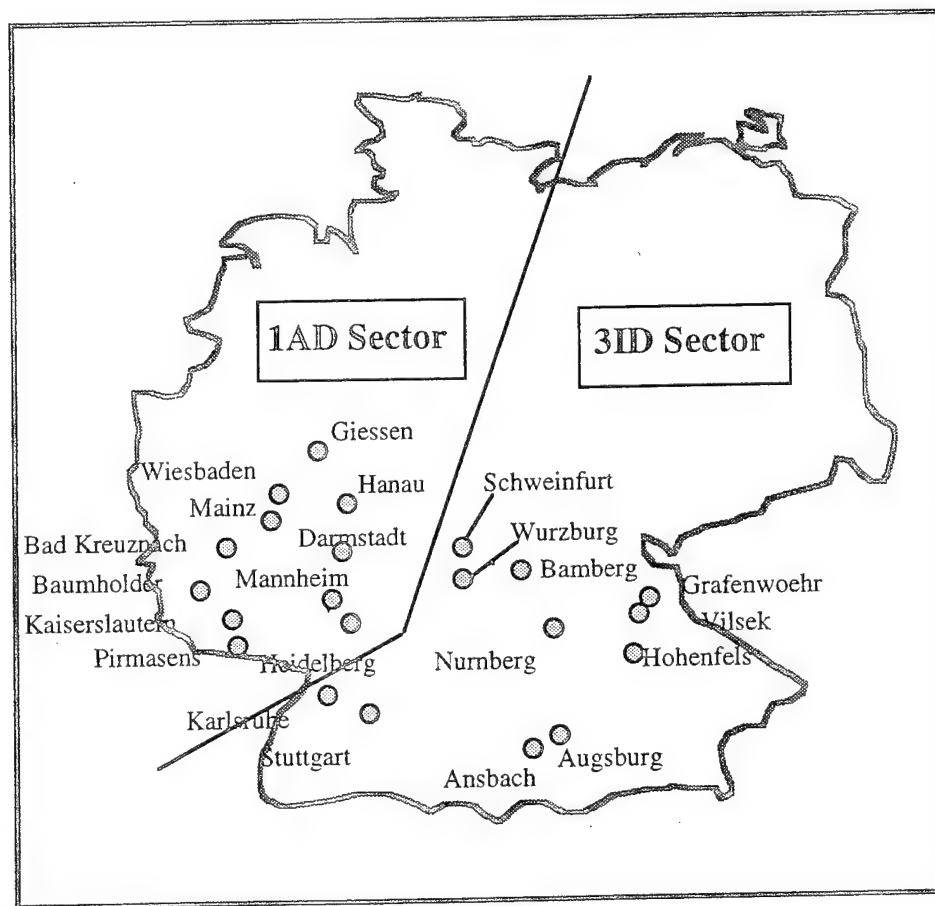 1AD Sector
3ID Sector
Giessen
Wiesbaden
Hanau
Schweinfurt
Mainz
Wurzburg
Bad Kreuznach
Darmstadt
Bamberg
Baumholder
Mannheim
Grafenwoehr
Kaiserslautern
Vilsek
Pirmasens
Heidelberg
Nurnberg
Hohenfels
Karlsruhe
Stuttgart
Augsburg
Ansbach